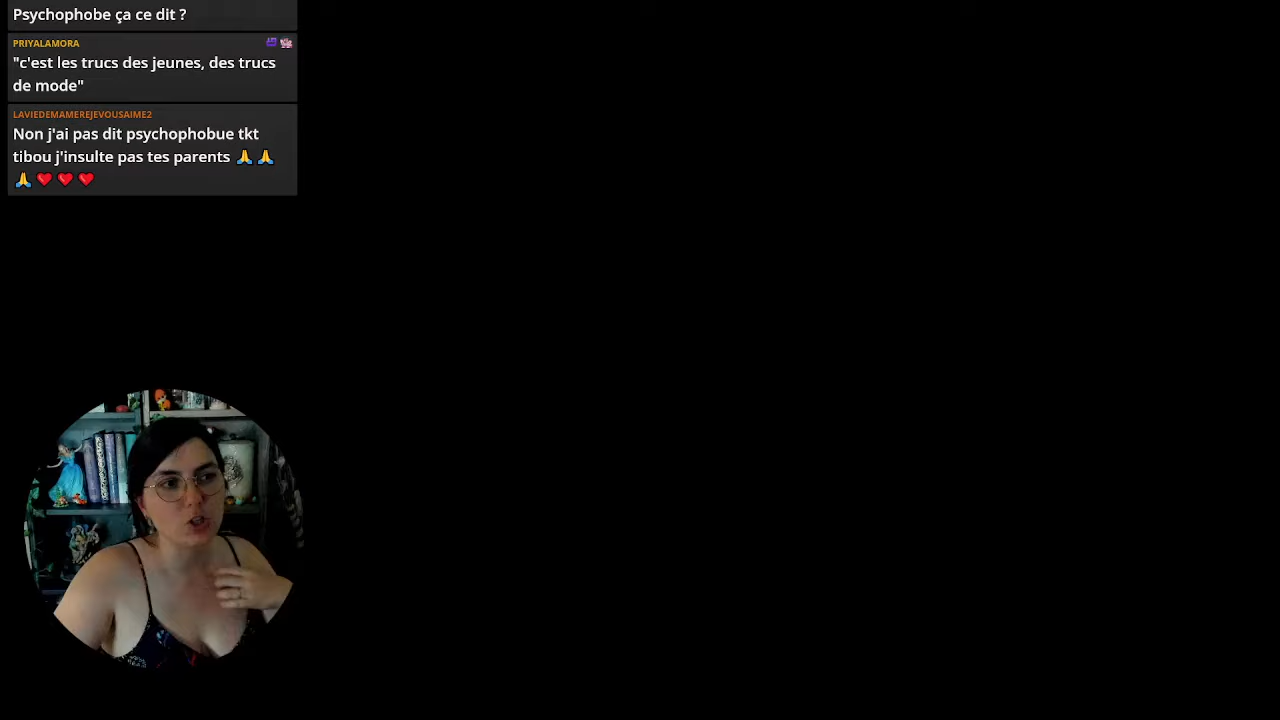 Psychophobe ça ce dit ?
PRIYALAMORA
"c'est les trucs des jeunes, des trucs
de mode"
LAVIEDEMAMEREJEVOUSAIME2
Non j'ai pas dit psychophobue tkt
tibou j'insulte pas tes parents 🙏 🙏
🙏 ❤️ ❤️ ❤️